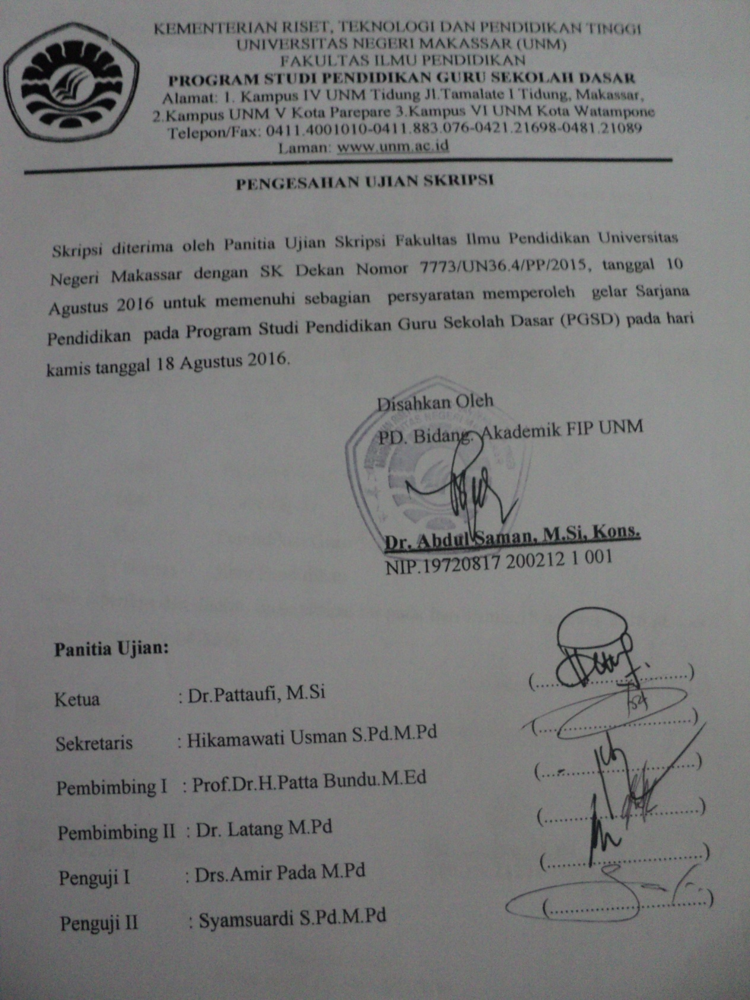 KEMENTERIAN RISET, TEKNOLOGI DAN PENDIDIKAN TINGGI
UNIVERSITAS NEGERI MAKASSAR (UNM)
FAKULTAS ILMU PENDIDIKAN
PROGRAM STUDI PENDIDIKAN GURU SEKOLAH DASAR
Alamat: 1. Kampus IV UNM Tidung Jl.Tamalate I Tidung, Makassar,
2.Kampus UNM V Kota Parepare 3.Kampus VI UNM Kota Watampone
Telepon/Fax: 0411.4001010-0411.883.076-0421.21698-0481.21089
Laman: www.unm.ac.id
PENGESAHAN UJIAN SKRIPSI
Skripsi diterima oleh Panitia Ujian Skripsi Fakultas Ilmu Pendidikan Universitas
Negeri Makassar dengan SK Dekan Nomor 7773/UN36.4/PP/2015, tanggal 10
Agustus 2016 untuk memenuhi sebagian persyaratan memperoleh gelar Sarjana
Pendidikan pada Program Studi Pendidikan Guru Sekolah Dasar (PGSD) pada hari
kamis tanggal 18 Agustus 2016.
Disahkan Oleh
PD. Bidang. Akademik FIP UNM
Dr. Abdul Saman, M.Si, Kons.
NIP.19720817 200212 1 001
Panitia Ujian:
Ketua : Dr.Pattaufi, M.Si (..............................)
Sekretaris : Hikamawati Usman S.Pd.M.Pd (..............................)
Pembimbing I : Prof.Dr.H.Patta Bundu.M.Ed (..............................)
Pembimbing II : Dr. Latang M.Pd (..............................)
Penguji I : Drs.Amir Pada M.Pd (..............................)
Penguji II : Syamsuardi S.Pd.M.Pd (..............................)